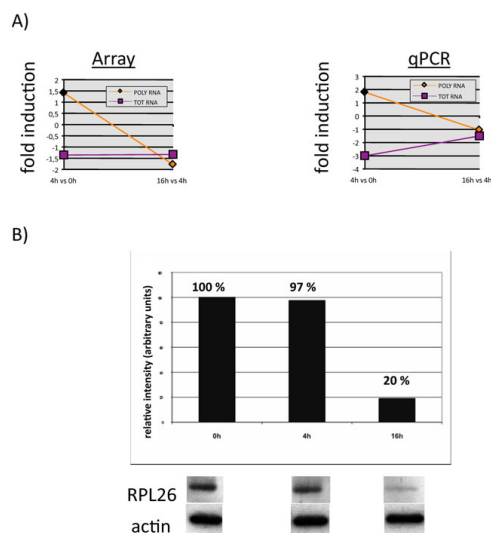 A)
Array
qPCR
fold induction
2
1,5
1
0,5
0
-0,5
-1
-1,5
-2
POLY RNA
TOT RNA
4h vs 0h
16h vs 4h
fold induction
3
2
1
0
-1
-2
-3
-4
POLY RNA
TOT RNA
4h vs 0h
16h vs 4h
B)
relative intensity (arbitrary units)
100 %
97 %
20 %
0h
4h
16h
RPL26
actin